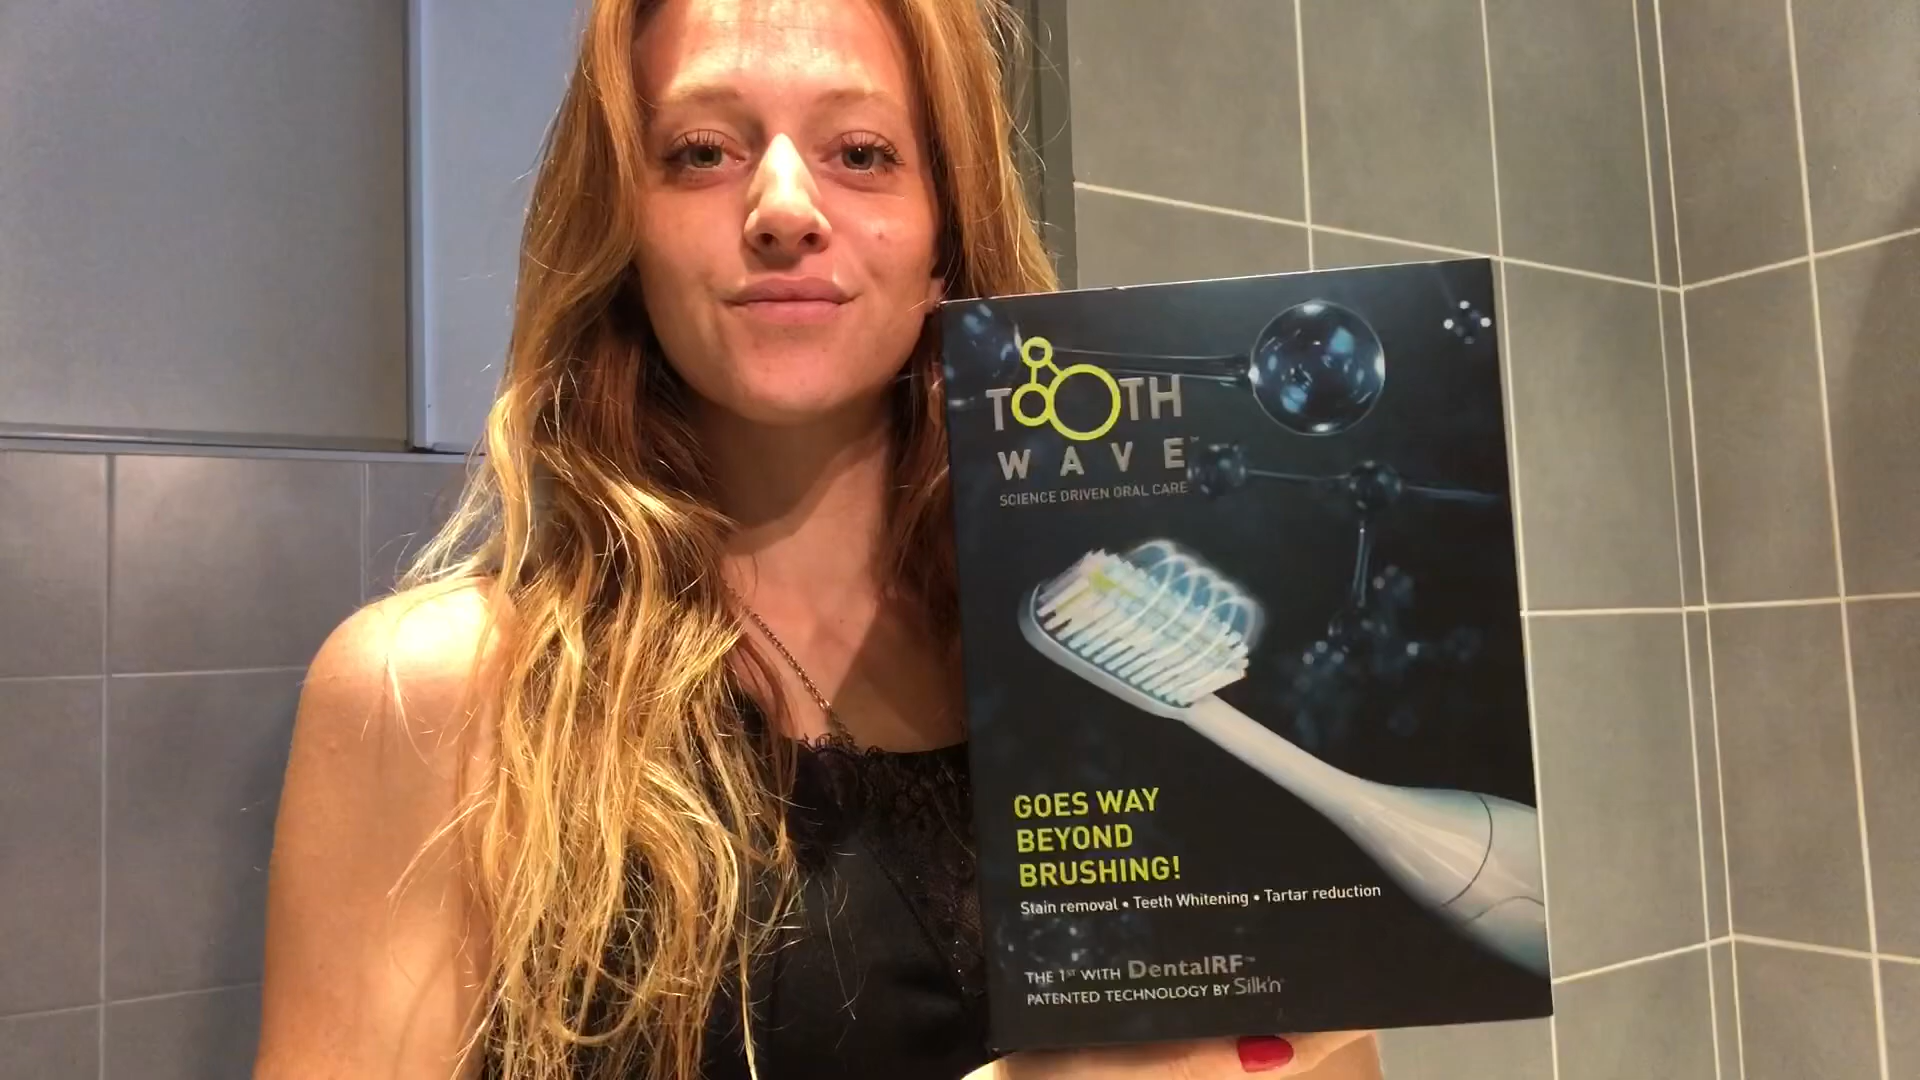 TOOTH
WAVE™
SCIENCE DRIVEN ORAL CARE
GOES WAY
BEYOND
BRUSHING!
Stain removal • Teeth Whitening • Tartar reduction
THE 1ST WITH DentalRF™
PATENTED TECHNOLOGY BY Silk'n®